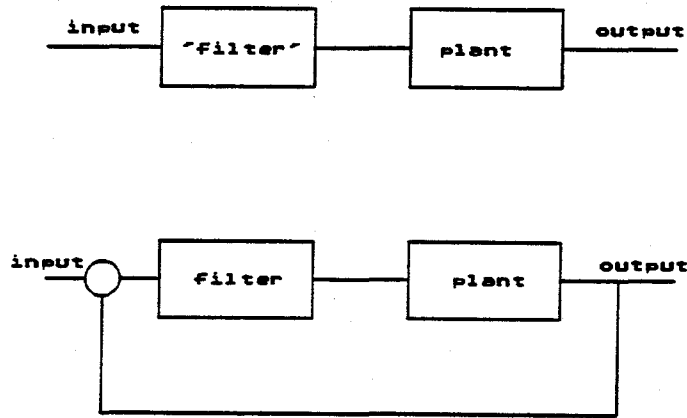 input
"filter"
plant
output
input
filter
plant
output